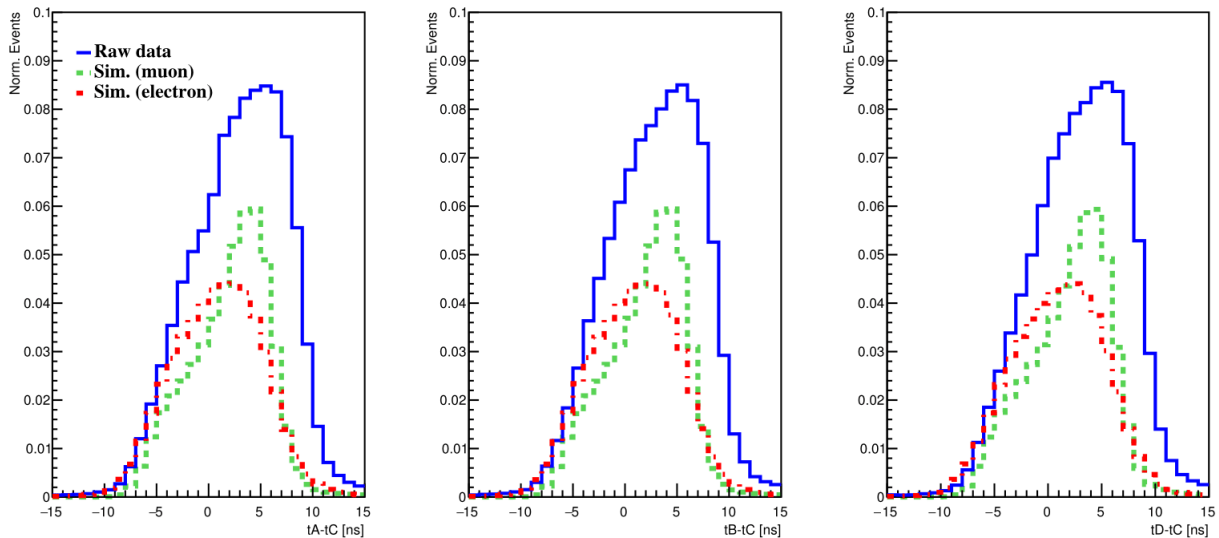 Norm. Events
0.1
0.09
0.08
0.07
0.06
0.05
0.04
0.03
0.02
0.01
0
Raw data
Sim. (muon)
Sim. (electron)
−15 −10 −5 0 5 10 15
tA-tC [ns]
Norm. Events
0.1
0.09
0.08
0.07
0.06
0.05
0.04
0.03
0.02
0.01
0
−15 −10 −5 0 5 10 15
tB-tC [ns]
Norm. Events
0.1
0.09
0.08
0.07
0.06
0.05
0.04
0.03
0.02
0.01
0
−15 −10 −5 0 5 10 15
tD-tC [ns]